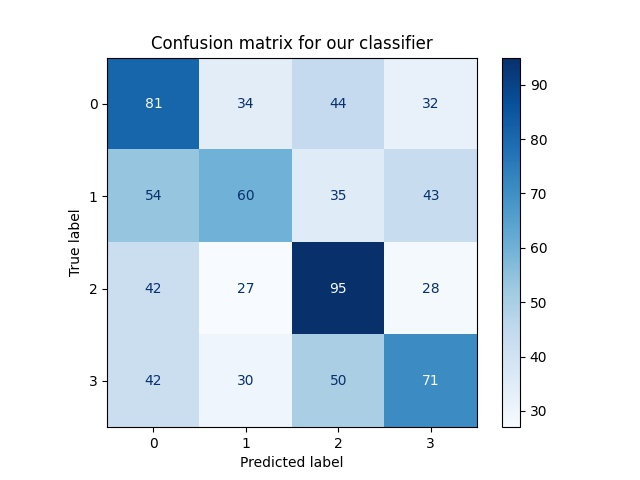 Confusion matrix for our classifier
0 81 34 44 32
1 54 60 35 43
2 42 27 95 28
3 42 30 50 71
0 1 2 3
Predicted label
True label
90
80
70
60
50
40
30